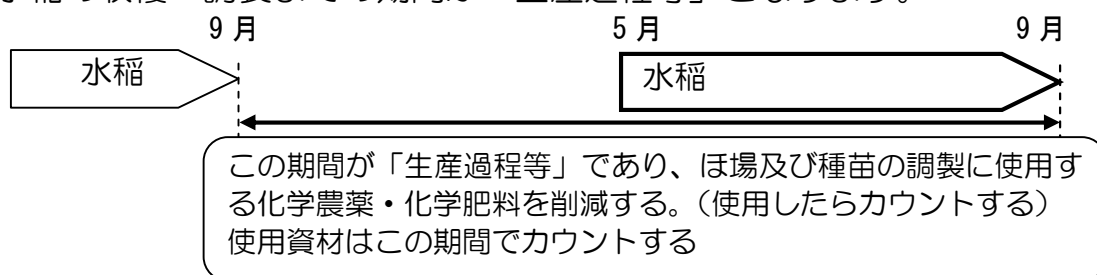 9月 5月 9月
水稲 水稲
この期間が「生産過程等」であり、ほ場及び種苗の調製に使用す
る化学農薬・化学肥料を削減する。（使用したらカウントする）
使用資材はこの期間でカウントする